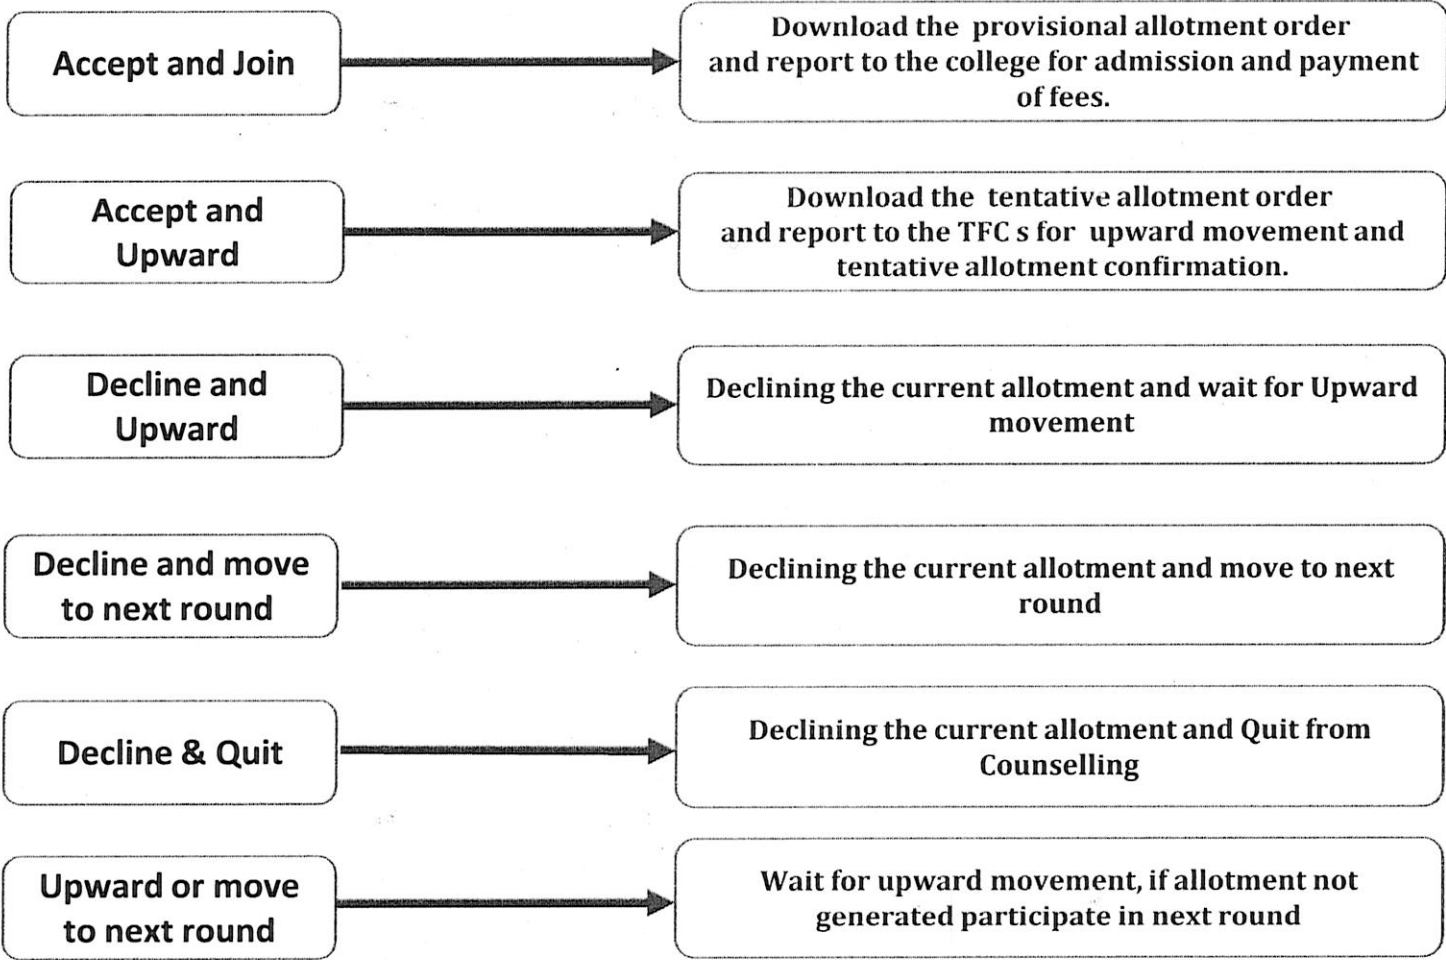 Accept and Join
Download the provisional allotment order
and report to the college for admission and payment
of fees.
Accept and
Upward
Download the tentative allotment order
and report to the TFC s for upward movement and
tentative allotment confirmation.
Decline and
Upward
Declining the current allotment and wait for Upward
movement
Decline and move
to next round
Declining the current allotment and move to next
round
Decline & Quit
Declining the current allotment and Quit from
Counselling
Upward or move
to next round
Wait for upward movement, if allotment not
generated participate in next round